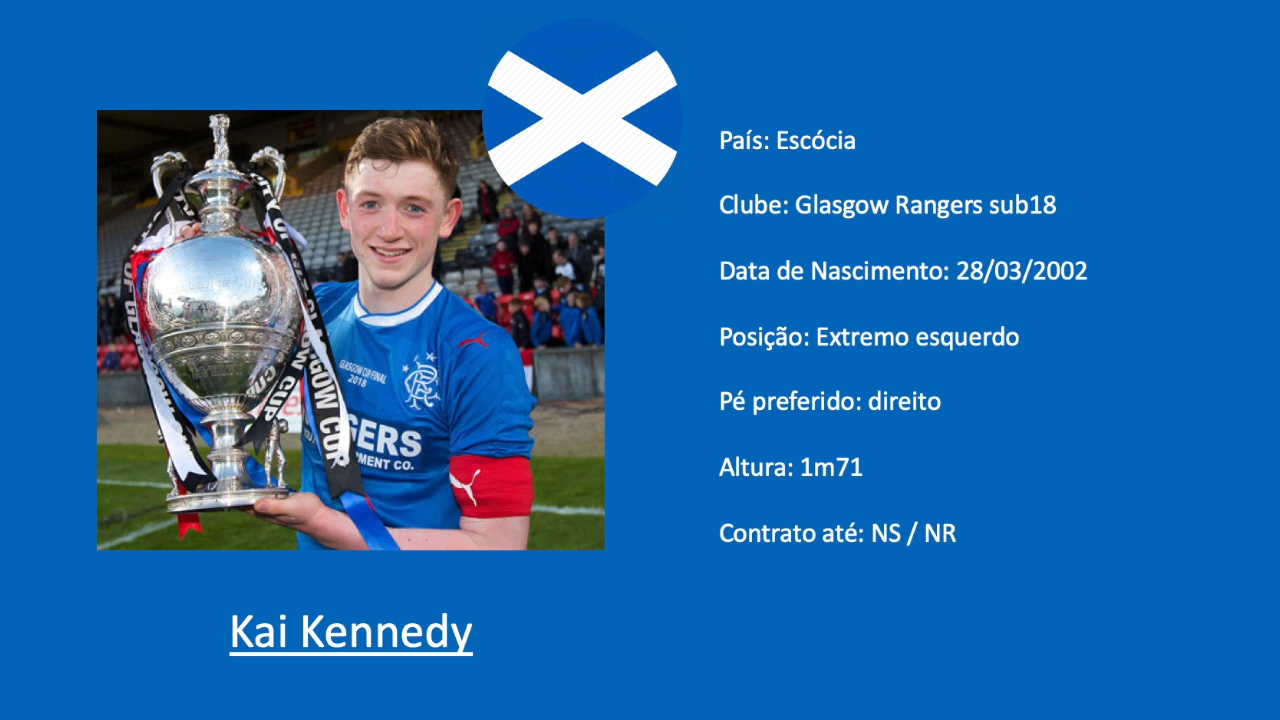 País: Escócia
Clube: Glasgow Rangers sub18
Data de Nascimento: 28/03/2002
Posição: Extremo esquerdo
Pé preferido: direito
Altura: 1m71
Contrato até: NS / NR
GLASGOW CUP FINAL
2018
GERS
PMENT CO.
GLASGOW CUP
Kai Kennedy